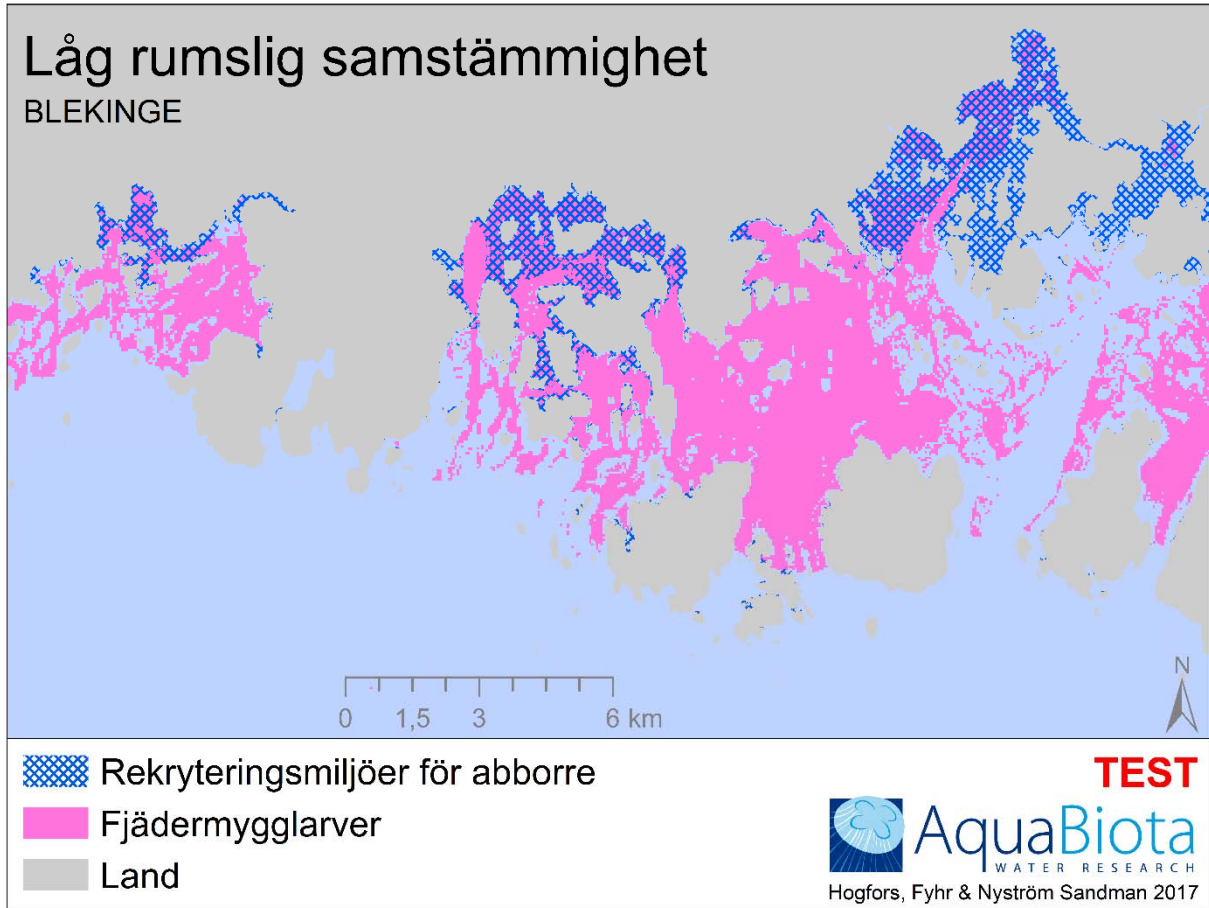 Låg rumslig samstämmighet
BLEKINGE
N
0 1,5 3 6 km
Rekryteringsmiljöer för abborre
Fjädermygglarver
Land
TEST
AquaBiota
WATER RESEARCH
Hogfors, Fyhr & Nyström Sandman 2017